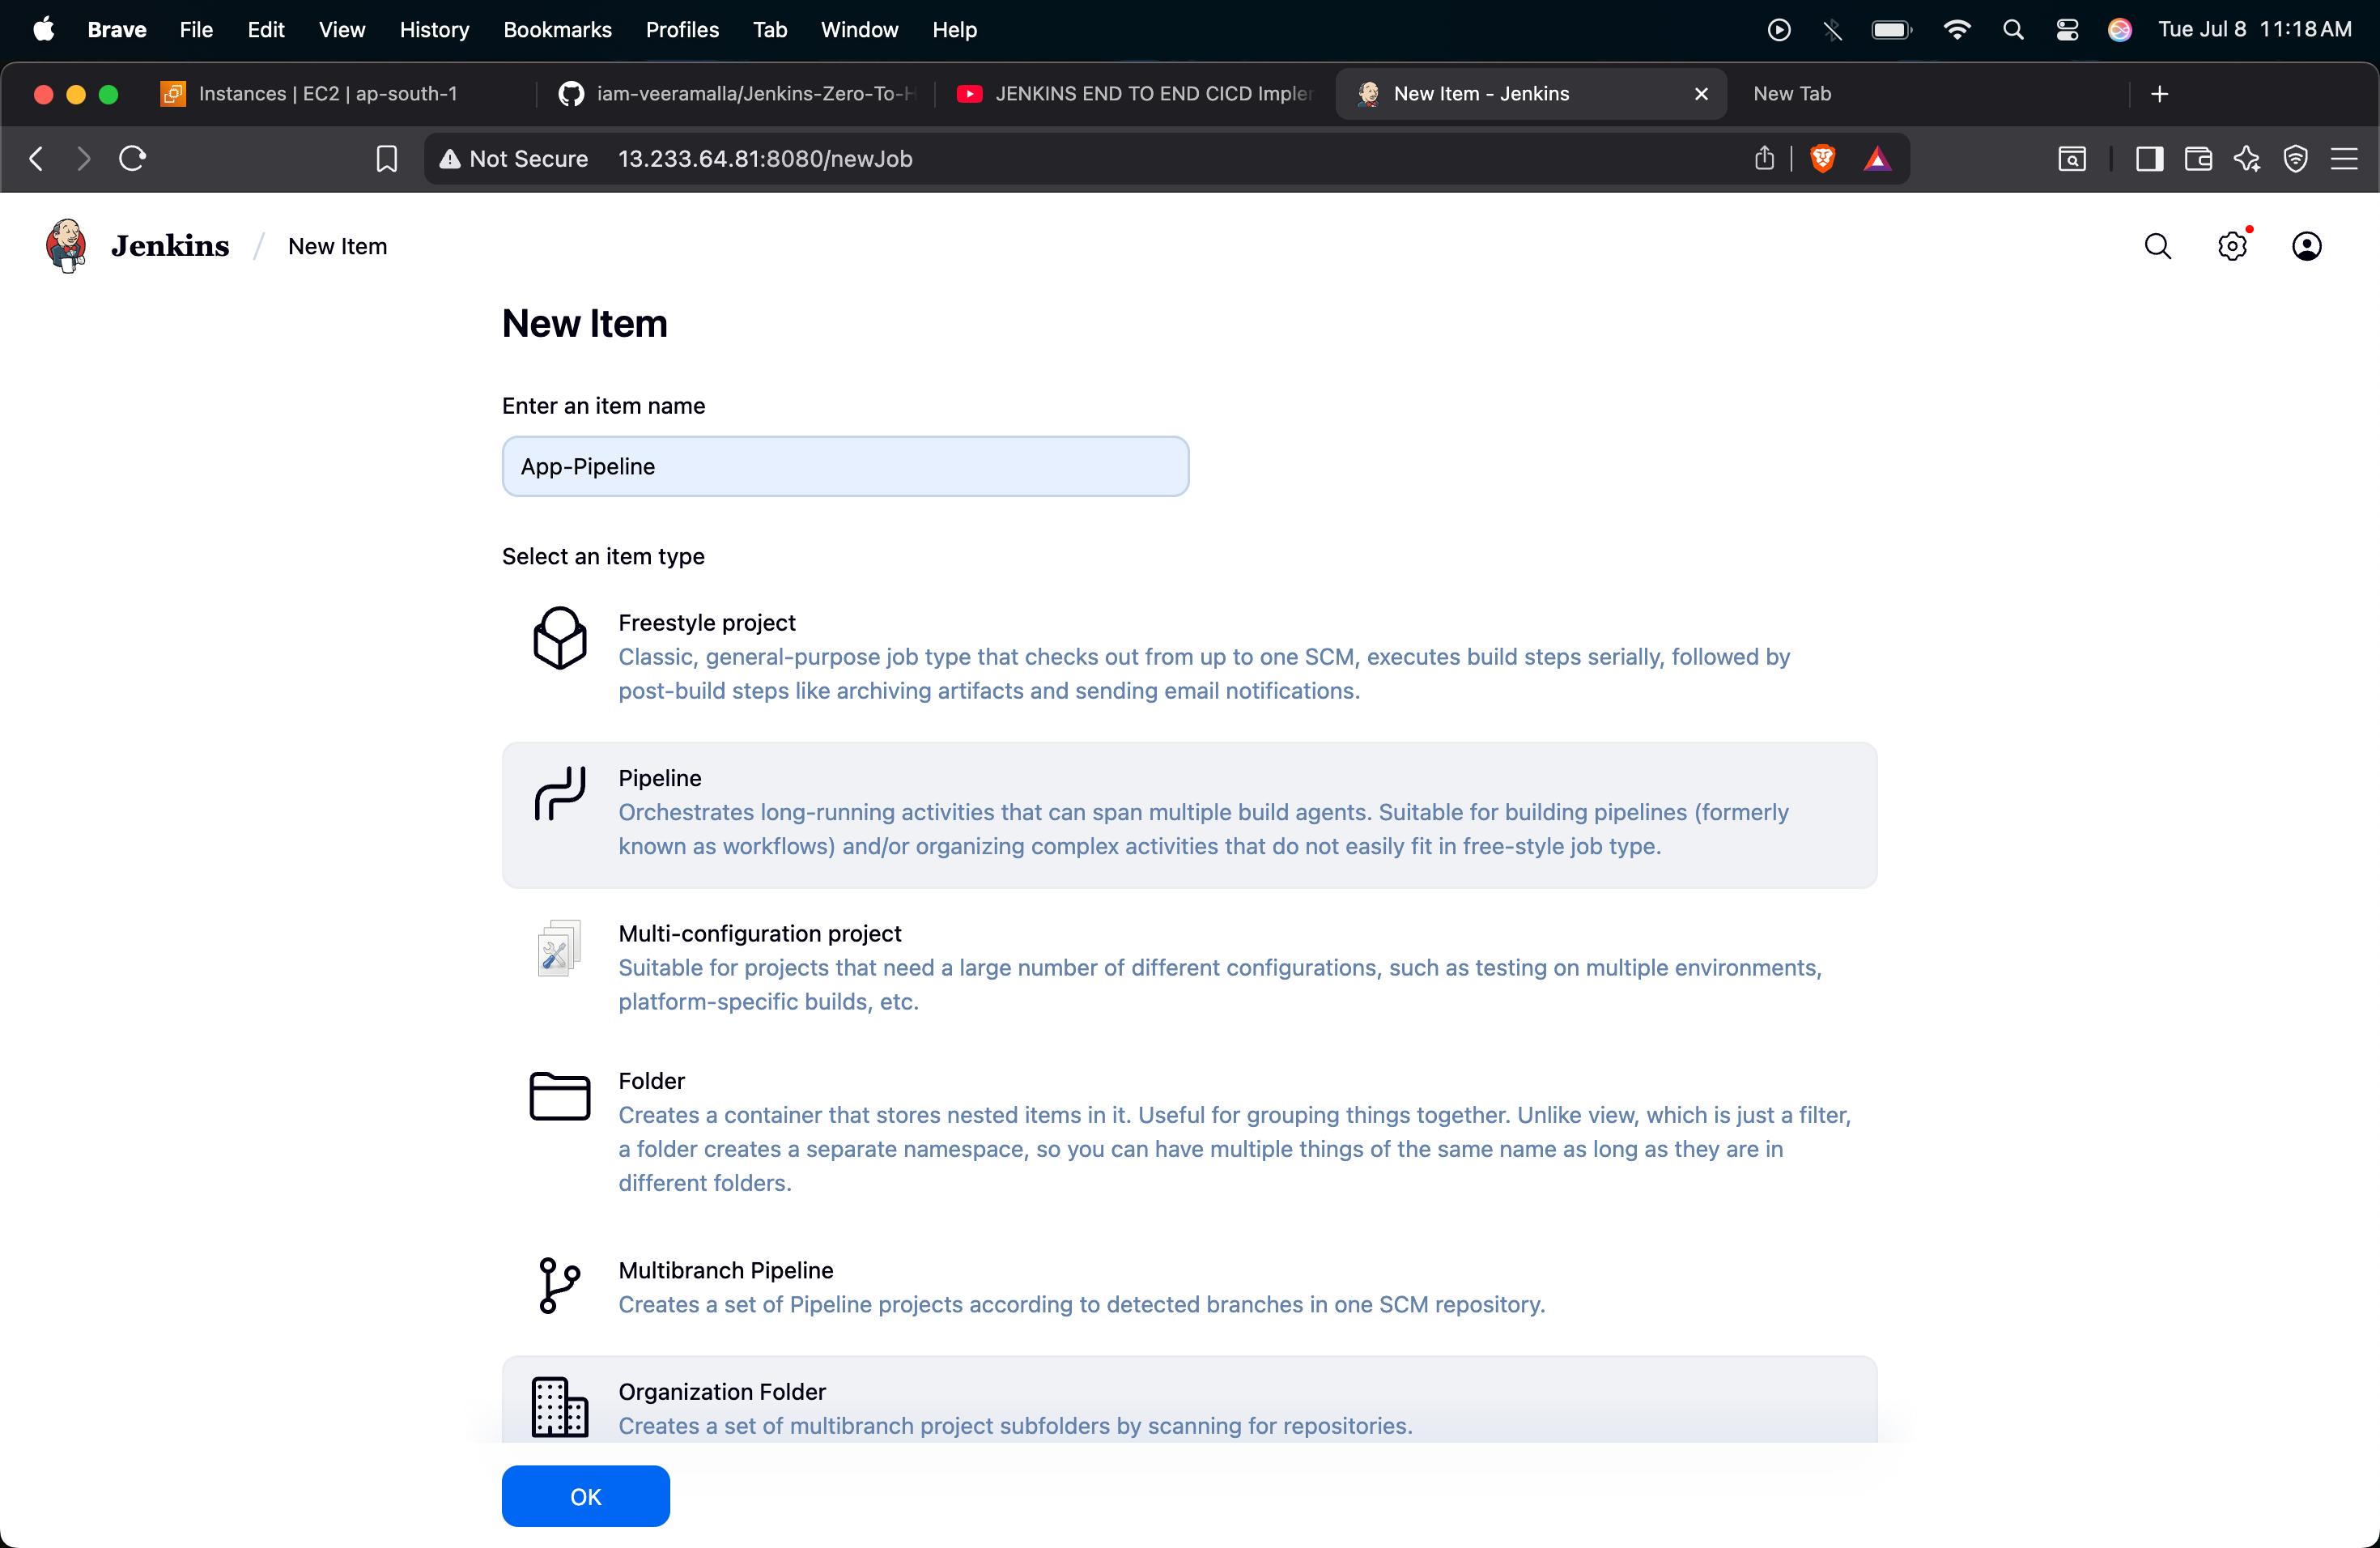 Brave File Edit View History Bookmarks Profiles Tab Window Help Tue Jul 8 11:18 AM
Instances | EC2 | ap-south-1 iam-veeramalla/Jenkins-Zero-To-H JENKINS END TO END CICD Imple New Item - Jenkins New Tab
Not Secure 13.233.64.81:8080/newJob
Jenkins / New Item
New Item
Enter an item name
App-Pipeline
Select an item type
Freestyle project
Classic, general-purpose job type that checks out from up to one SCM, executes build steps serially, followed by
post-build steps like archiving artifacts and sending email notifications.
Pipeline
Orchestrates long-running activities that can span multiple build agents. Suitable for building pipelines (formerly
known as workflows) and/or organizing complex activities that do not easily fit in free-style job type.
Multi-configuration project
Suitable for projects that need a large number of different configurations, such as testing on multiple environments,
platform-specific builds, etc.
Folder
Creates a container that stores nested items in it. Useful for grouping things together. Unlike view, which is just a filter,
a folder creates a separate namespace, so you can have multiple things of the same name as long as they are in
different folders.
Multibranch Pipeline
Creates a set of Pipeline projects according to detected branches in one SCM repository.
Organization Folder
Creates a set of multibranch project subfolders by scanning for repositories.
OK